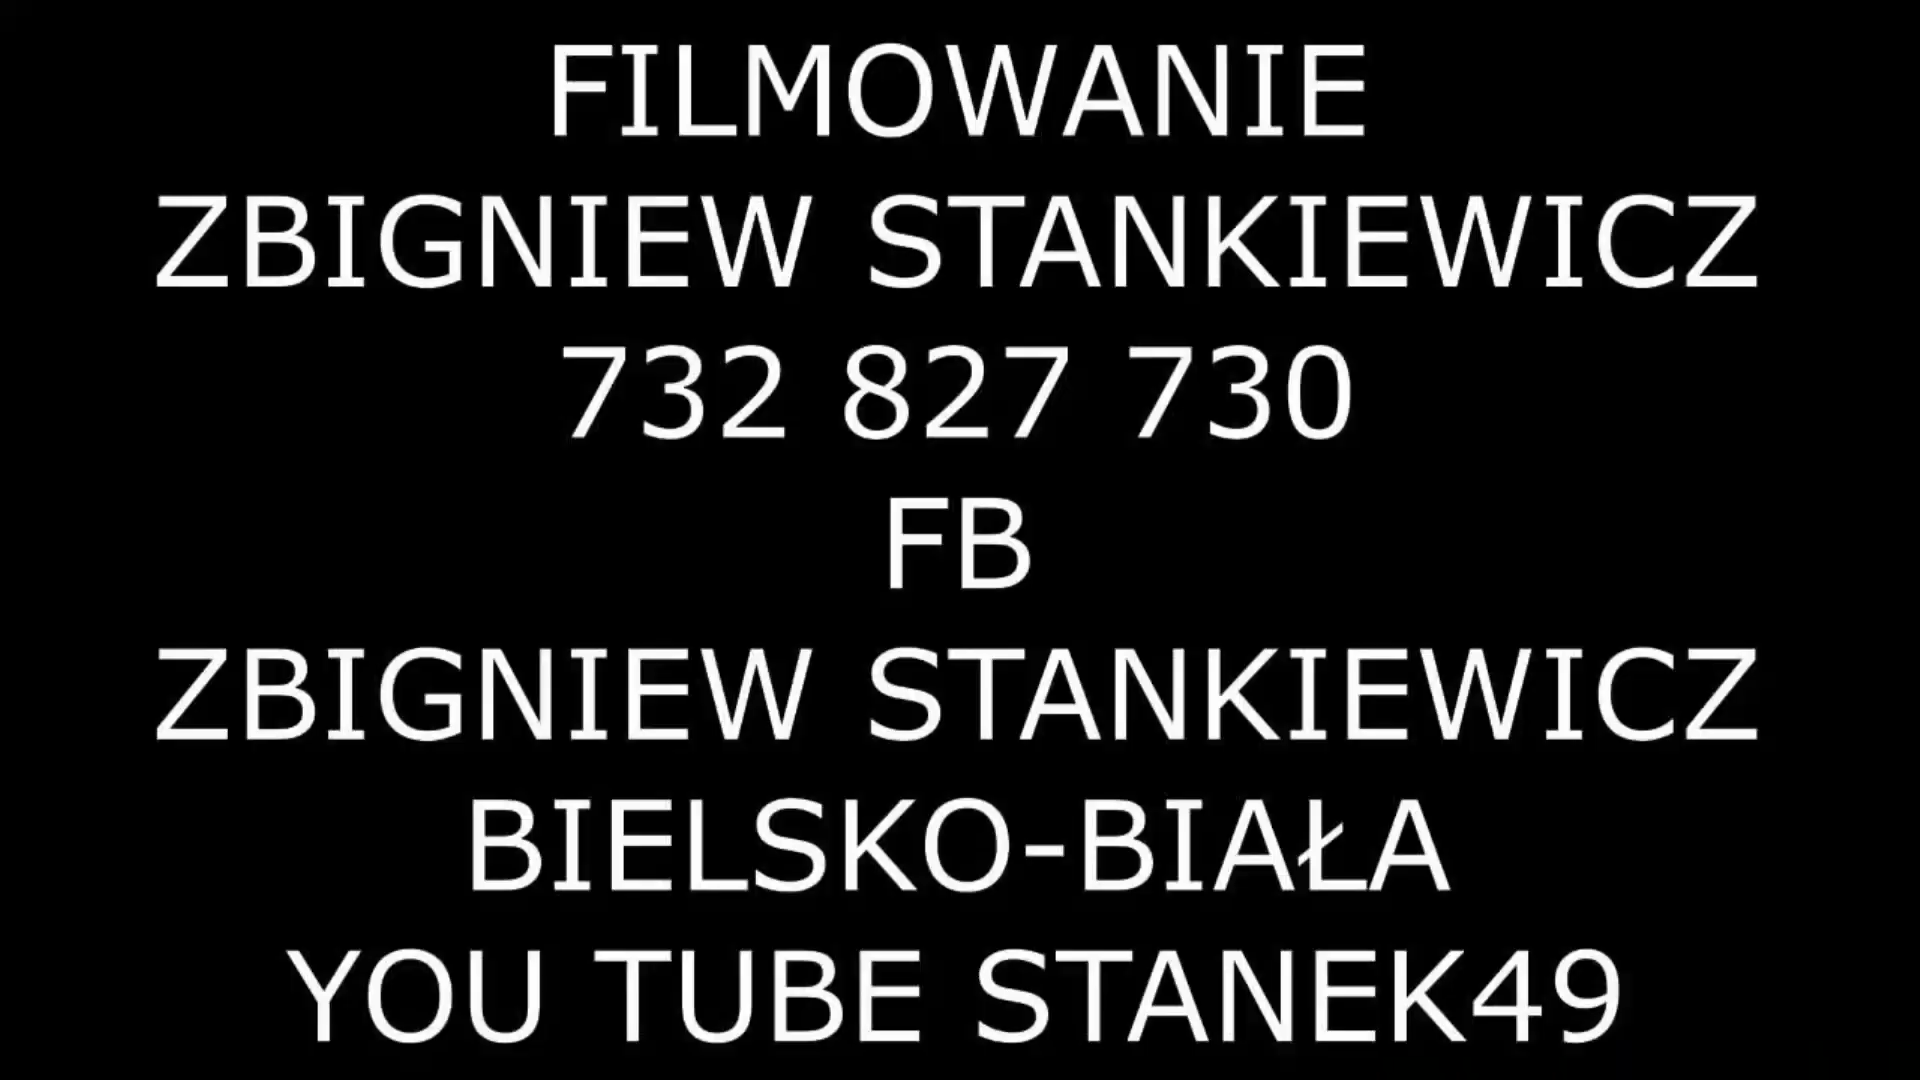 FILMOWANIE
ZBIGNIEW STANKIEWICZ
732 827 730
FB
ZBIGNIEW STANKIEWICZ
BIELSKO-BIAŁA
YOU TUBE STANEK49